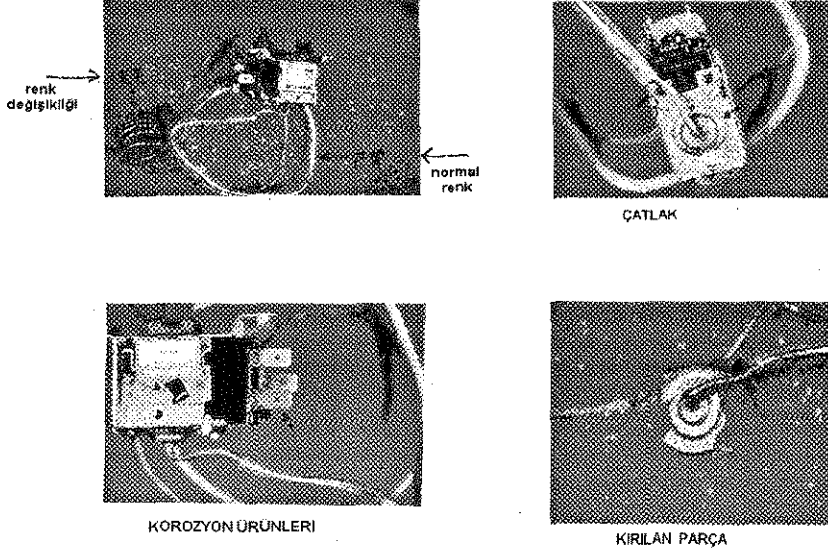 renk
değişikliği
normal
renk
ÇATLAK
KOROZYON ÜRÜNLERİ
KIRILAN PARÇA